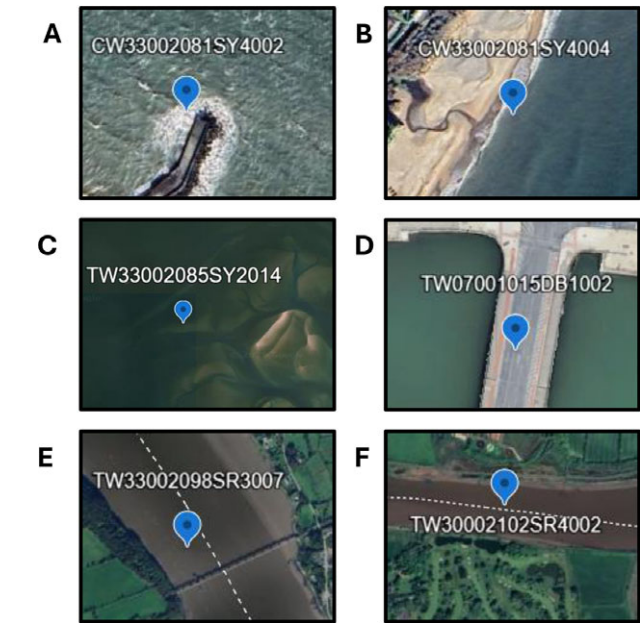 A
CW33002081SY4002
B
CW33002081SY4004
C
TW33002085SY2014
D
TW07001015DB1002
E
TW33002098SR3007
F
TW30002102SR4002